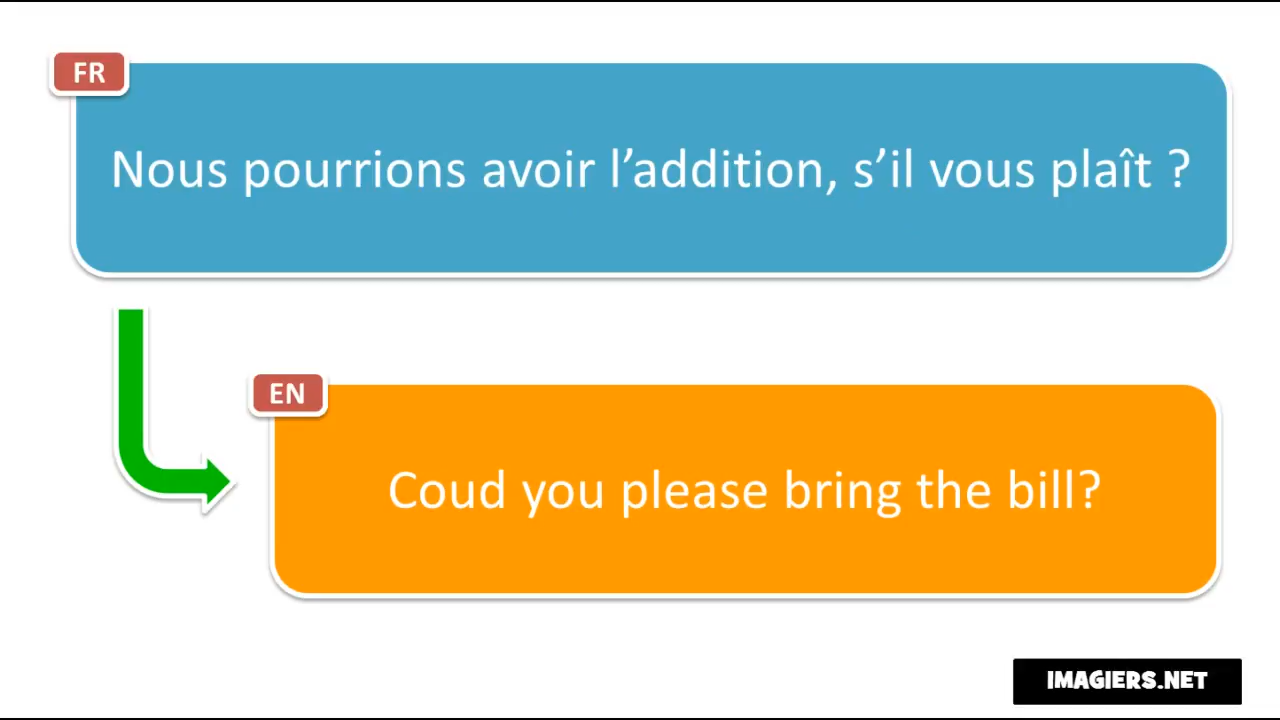 FR
Nous pourrions avoir l’addition, s’il vous plaît ?
EN
Coud you please bring the bill?
IMAGIERS.NET